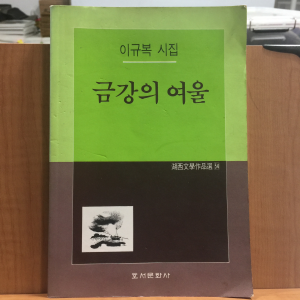 이규복 시집
금강의 여울
湖西文學作品選 54
호서문화사